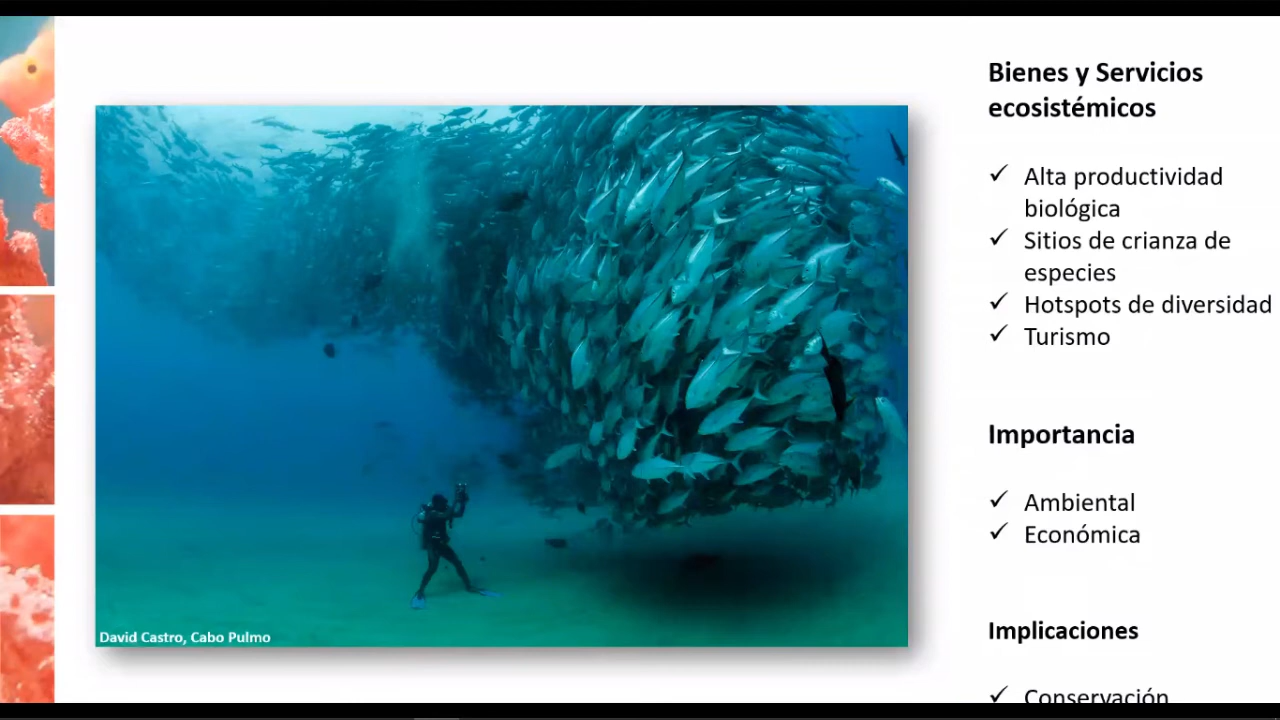 Bienes y Servicios
ecosistémicos
✓ Alta productividad
biológica
✓ Sitios de crianza de
especies
✓ Hotspots de diversidad
✓ Turismo
Importancia
✓ Ambiental
✓ Económica
Implicaciones
✓ Conservación
David Castro, Cabo Pulmo